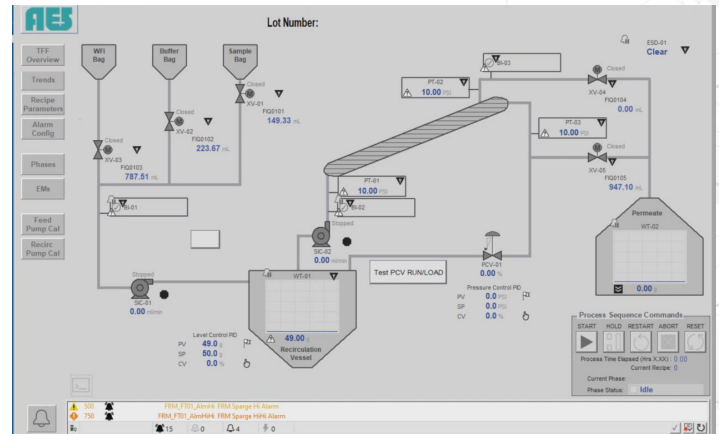 AES
Lot Number:
TFF
Overview
Trends
Recipe
Parameters
Alarm
Config
Phases
EMs
Feed
Pump Cal
Recirc
Pump Cal
WFI
Bag
Buffer
Bag
Sample
Bag
Closed
XV-01
FIQ0101
149.33 mL
Closed
XV-02
FIQ0102
223.67 mL
Closed
XV-03
FIQ0103
787.51 mL
BI-01
Stopped
SIC-01
0.00 ml/min
Level Control PID
PV 49.0 g
SP 50.0 g
CV 0.0 %
WT-01
49.00 g
Recirculation
Vessel
Stopped
SIC-02
0.00 ml/min
PT-01
10.00 PSI
BI-02
PT-02
10.00 PSI
BI-03
ESD-01
Clear
Closed
XV-04
FIQ0104
0.00 mL
PT-03
10.00 PSI
Closed
XV-05
FIQ0105
947.10 mL
Test PCV RUN/LOAD
PCV-01
0.00 %
Pressure Control PID
PV 0.0 PSI
SP 0.0 PSI
CV 0.0 %
Permeate
WT-02
0.00 g
Process Sequence Commands
START HOLD RESTART ABORT RESET
Process Time Elapsed (Hrs X.XX) : 0.00
Current Recipe: 0
Current Phase:
Phase Status: Idle
500 FRM_FT01_AlmHi: FRM Sparge Hi Alarm
750 FRM_FT01_AlmHiHi: FRM Sparge HiHi Alarm
15 0 4 0